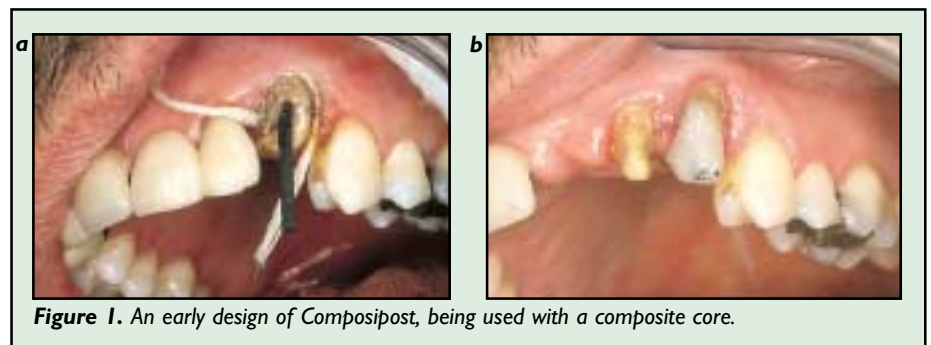 a
b
Figure 1. An early design of Composipost, being used with a composite core.